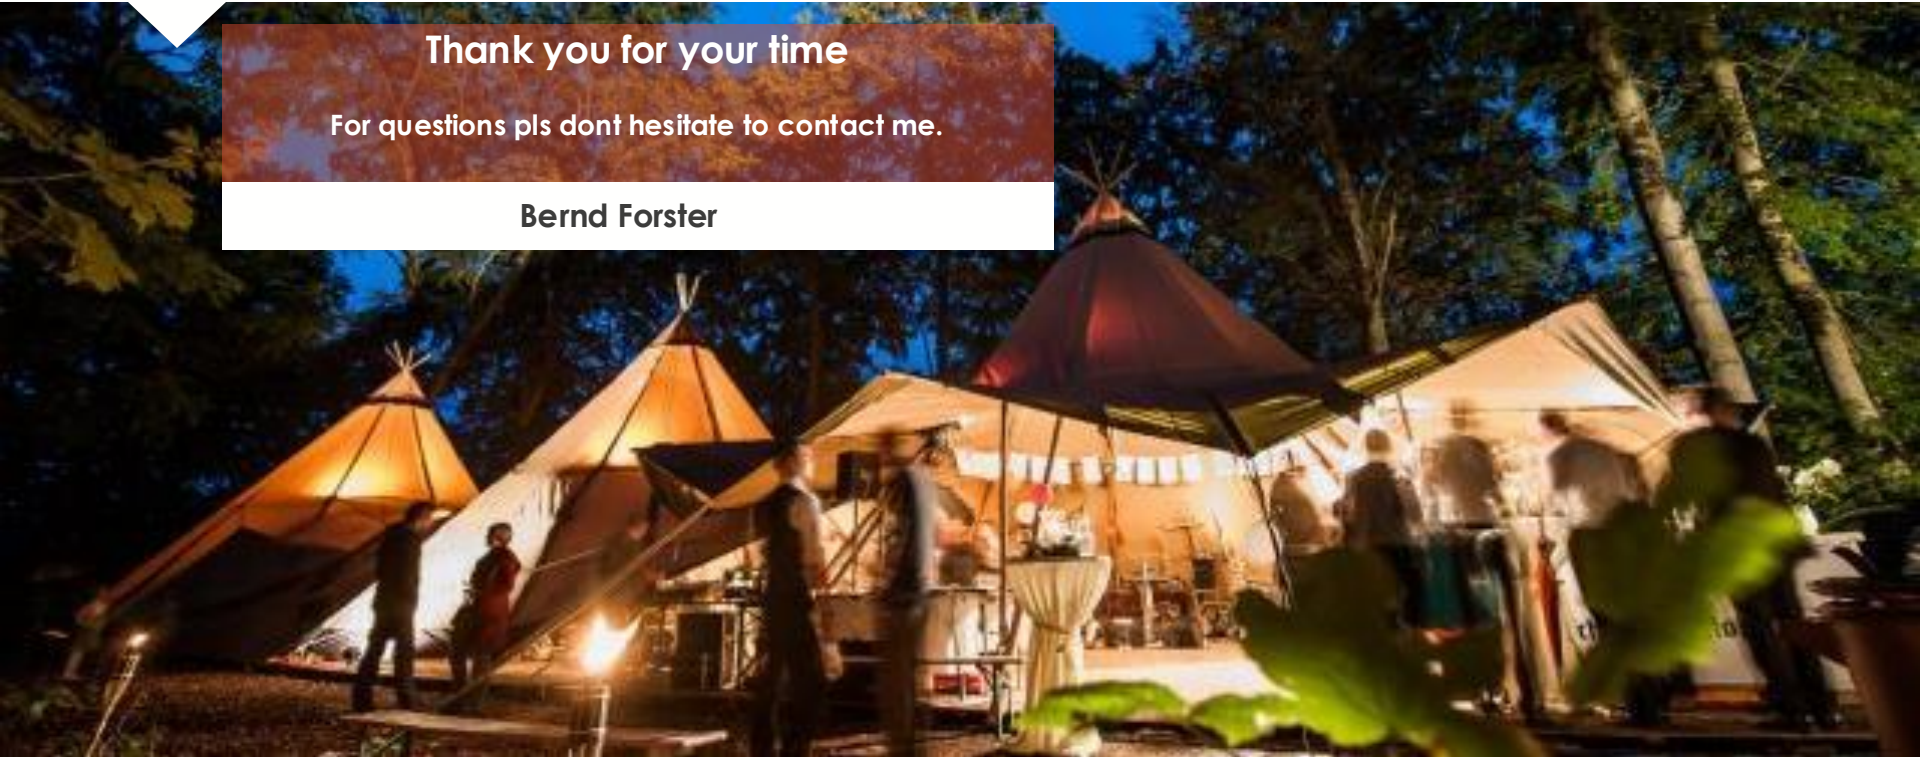 Thank you for your time
For questions pls dont hesitate to contact me.
Bernd Forster